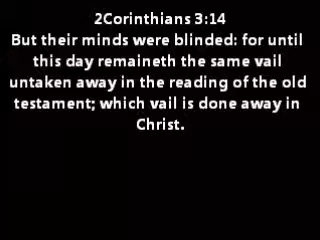 2Corinthians 3:14
But their minds were blinded: for until
this day remaineth the same vail
untaken away in the reading of the old
testament; which vail is done away in
Christ.